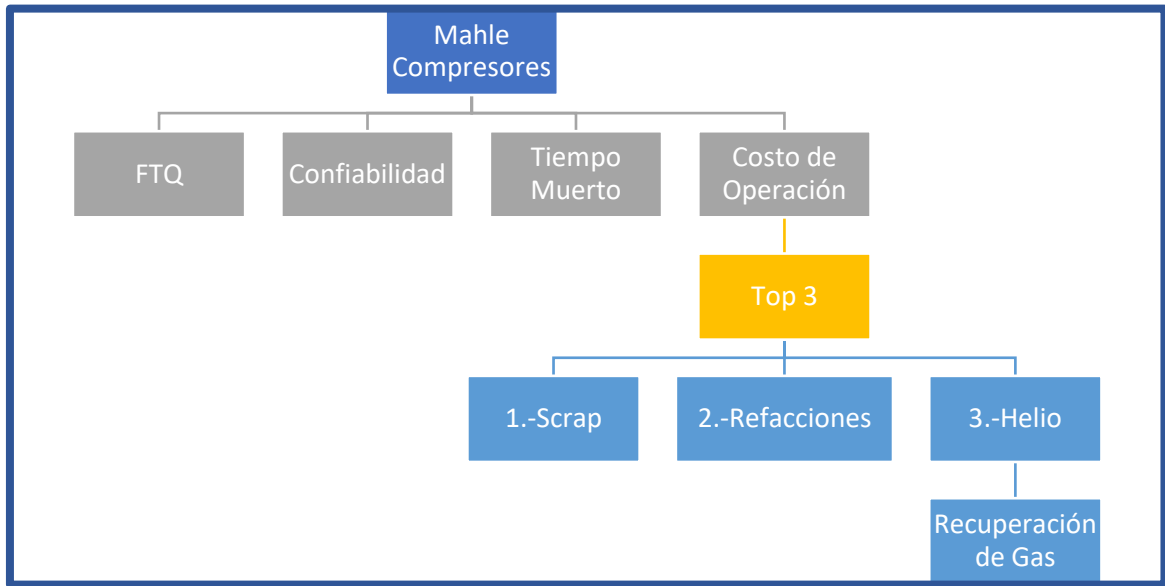 Mahle
Compresores
FTQ
Confiabilidad
Tiempo
Muerto
Costo de
Operación
Top 3
1.-Scrap
2.-Refacciones
3.-Helio
Recuperación
de Gas